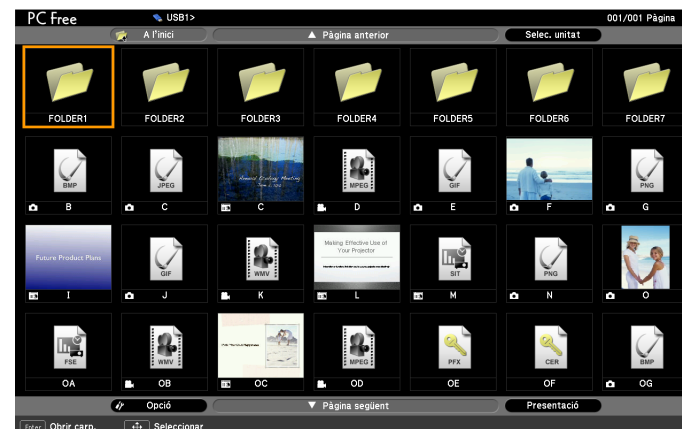 PC Free USB1> 001/001 Pàgina
A l'inici Pàgina anterior Selec. unitat
FOLDER1 FOLDER2 FOLDER3 FOLDER4 FOLDER5 FOLDER6 FOLDER7
BMP JPEG Annual Ecology Meeting MPEG GIF PNG
B C C D E F G
Future Product Plans GIF WMV Making Effective Use of
Your Projector SIT PNG
I J K L M N O
FSE WMV MPEG PFX CER BMP
OA OB OC OD OE OF OG
Opció Pàgina següent Presentació
Enter Obrir carp. Seleccionar